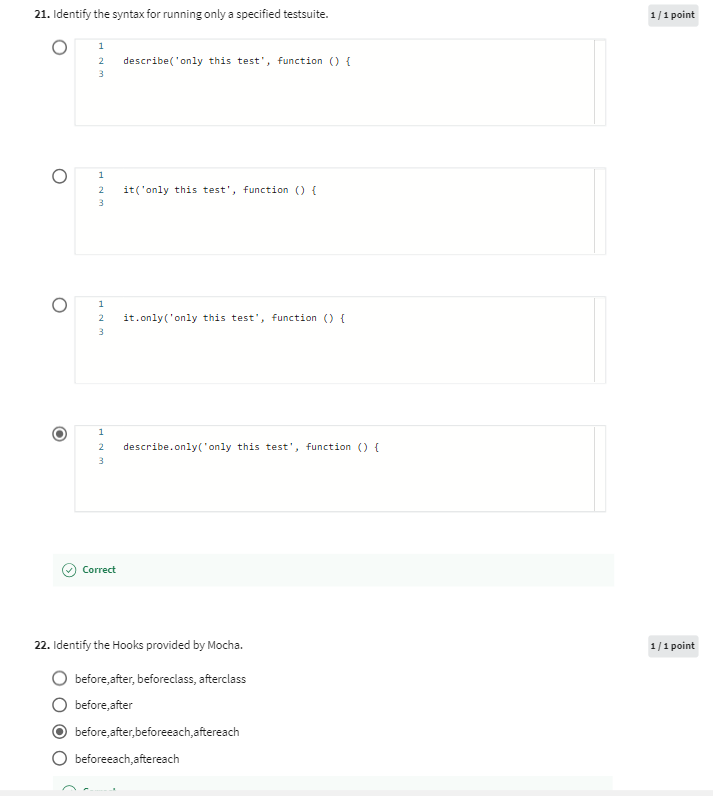 21. Identify the syntax for running only a specified testsuite.
1 / 1 point
1
2 describe('only this test', function () {
3
1
2 it('only this test', function () {
3
1
2 it.only('only this test', function () {
3
1
2 describe.only('only this test', function () {
3
Correct
22. Identify the Hooks provided by Mocha.
1 / 1 point
before,after, beforeclass, afterclass
before,after
before,after,beforeeach,aftereach
beforeeach,aftereach